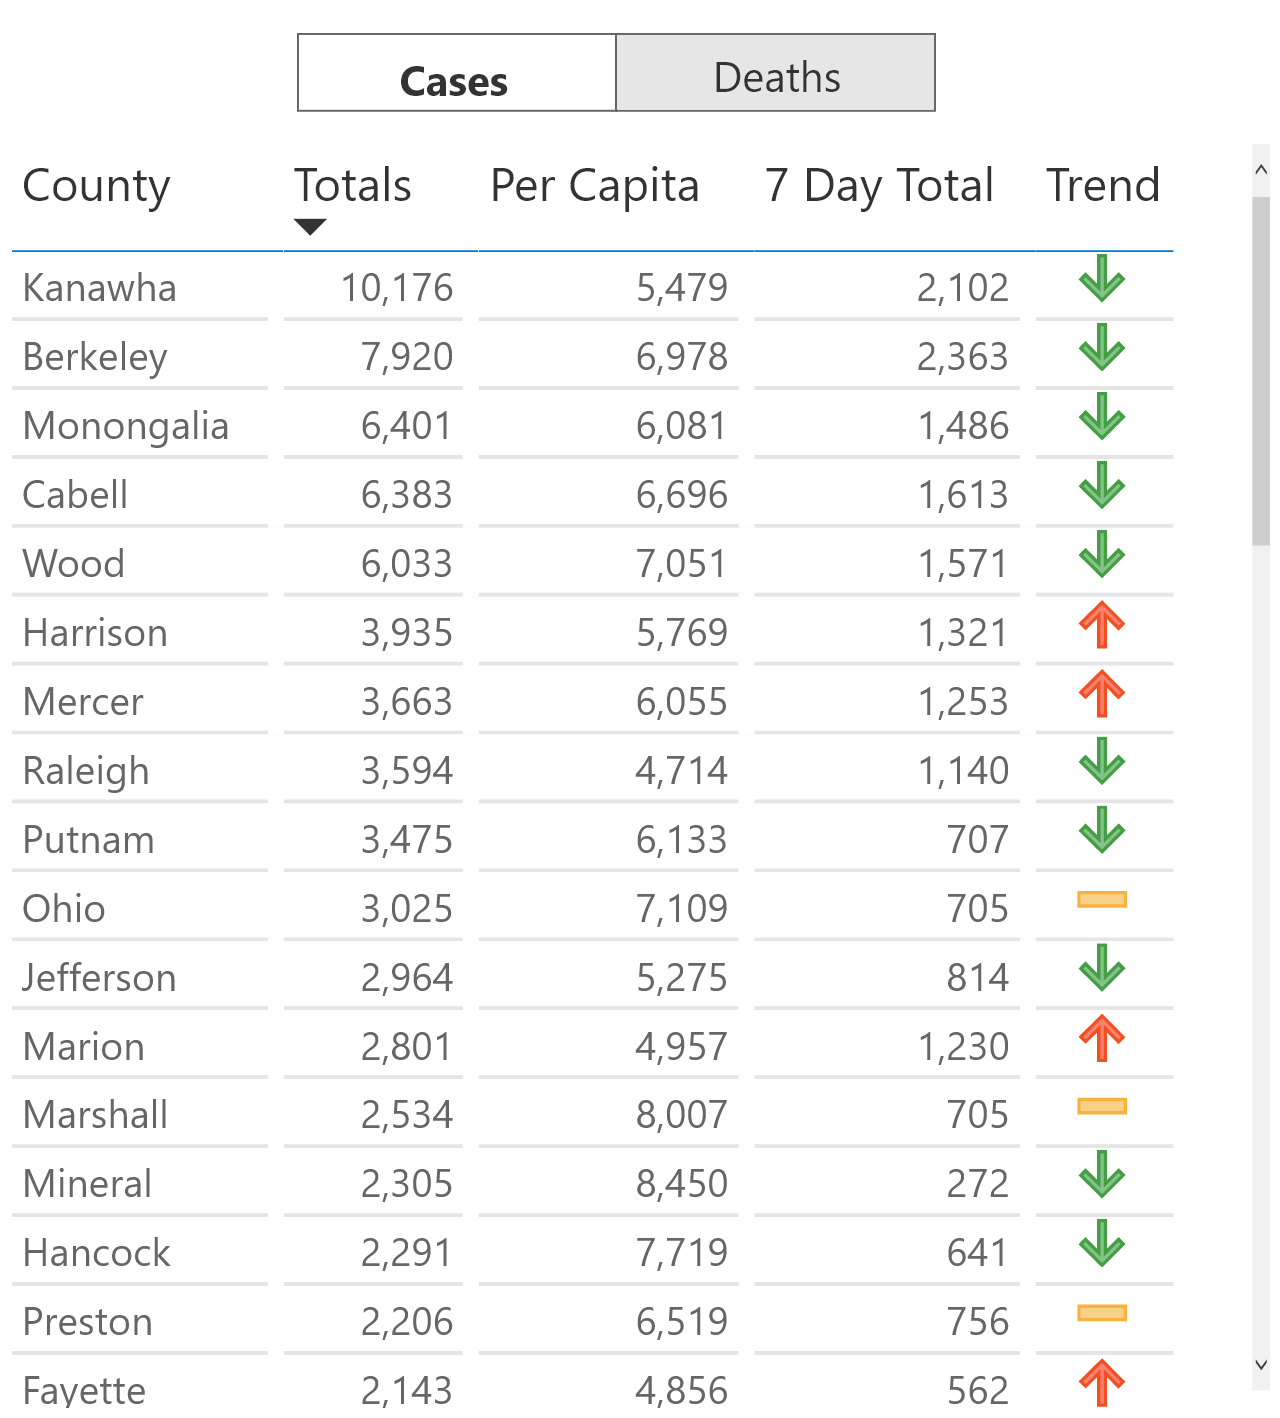 Cases Deaths
County Totals Per Capita 7 Day Total Trend
Kanawha 10,176 5,479 2,102
Berkeley 7,920 6,978 2,363
Monongalia 6,401 6,081 1,486
Cabell 6,383 6,696 1,613
Wood 6,033 7,051 1,571
Harrison 3,935 5,769 1,321
Mercer 3,663 6,055 1,253
Raleigh 3,594 4,714 1,140
Putnam 3,475 6,133 707
Ohio 3,025 7,109 705
Jefferson 2,964 5,275 814
Marion 2,801 4,957 1,230
Marshall 2,534 8,007 705
Mineral 2,305 8,450 272
Hancock 2,291 7,719 641
Preston 2,206 6,519 756
Fayette 2,143 4,856 562